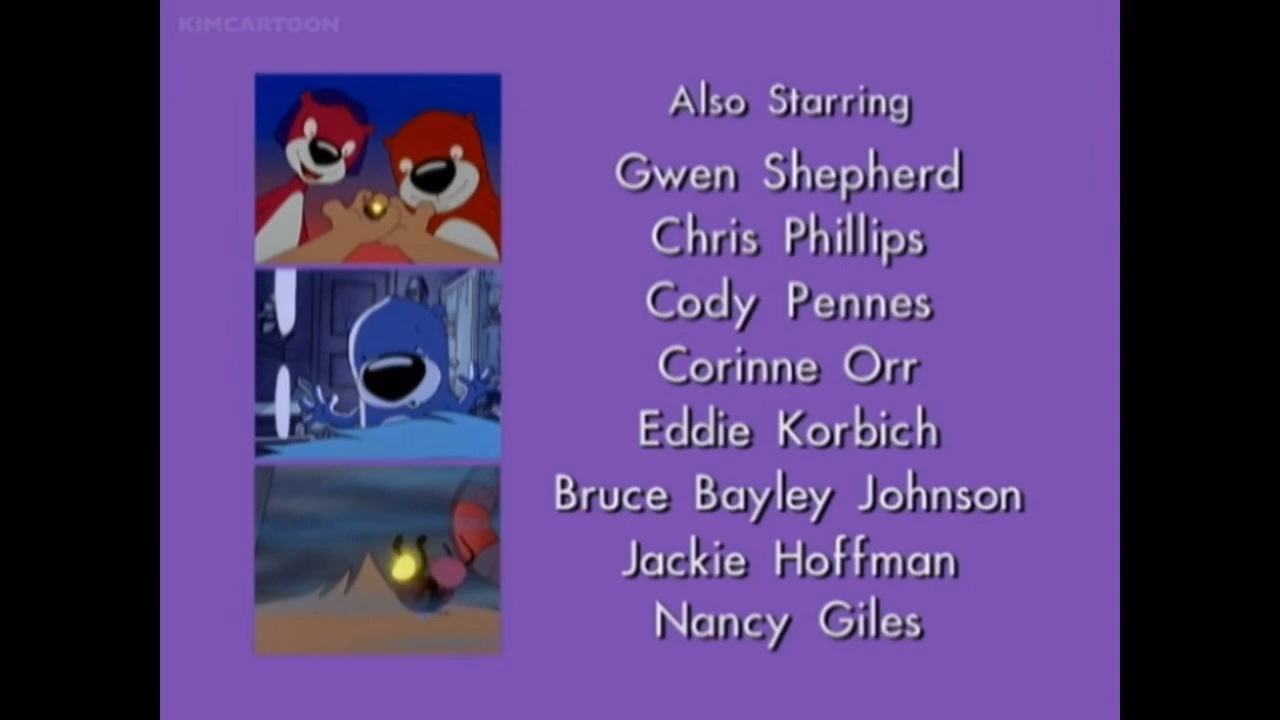 KIMCARTOON
Also Starring
Gwen Shepherd
Chris Phillips
Cody Pennes
Corinne Orr
Eddie Korbich
Bruce Bayley Johnson
Jackie Hoffman
Nancy Giles